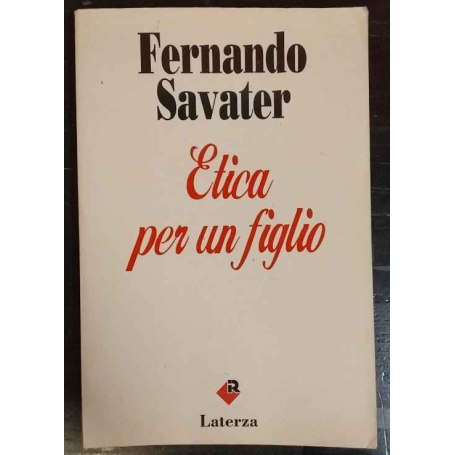 Fernando
Savater
Etica
per un figlio
R
Laterza